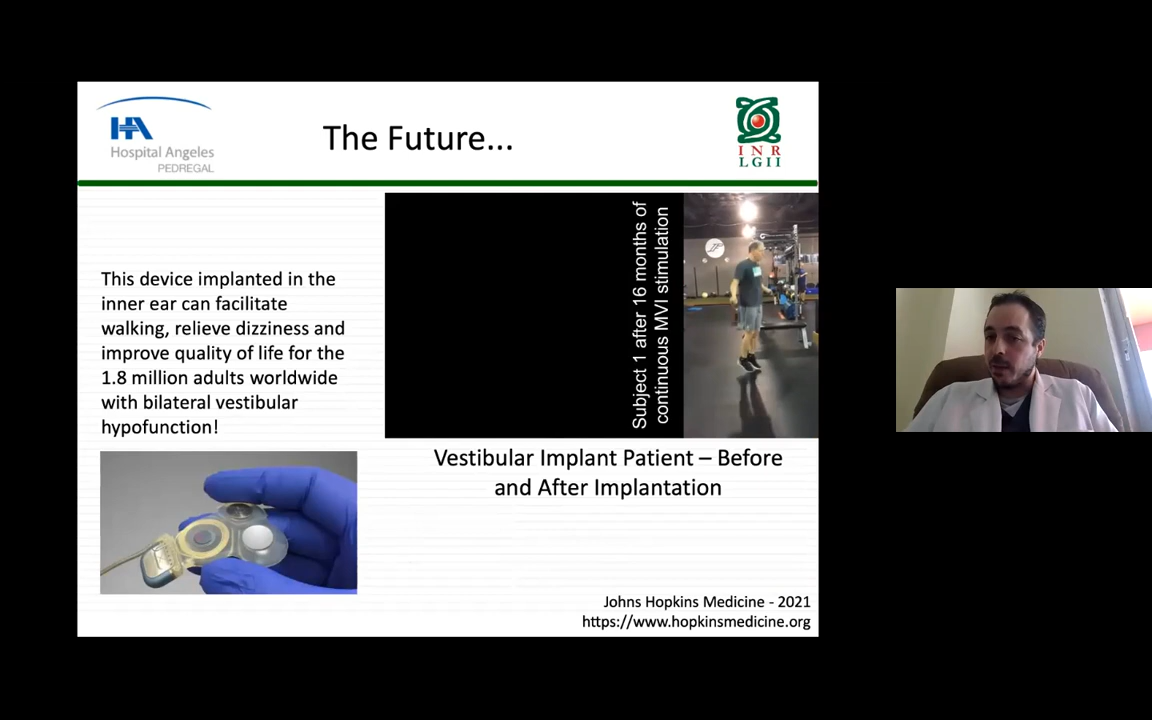 HA
Hospital Angeles
PEDREGAL
The Future...
INR
LGII
This device implanted in the
inner ear can facilitate
walking, relieve dizziness and
improve quality of life for the
1.8 million adults worldwide
with bilateral vestibular
hypofunction!
Subject 1 after 16 months of
continuous MVI stimulation
Vestibular Implant Patient – Before
and After Implantation
Johns Hopkins Medicine - 2021
https://www.hopkinsmedicine.org